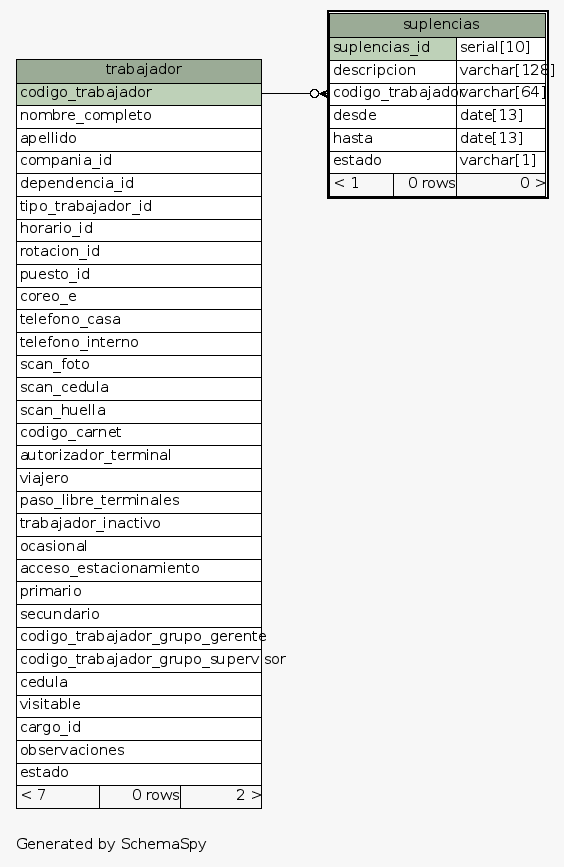 trabajador
codigo_trabajador
nombre_completo
apellido
compania_id
dependencia_id
tipo_trabajador_id
horario_id
rotacion_id
puesto_id
coreo_e
telefono_casa
telefono_interno
scan_foto
scan_cedula
scan_huella
codigo_carnet
autorizador_terminal
viajero
paso_libre_terminales
trabajador_inactivo
ocasional
acceso_estacionamiento
primario
secundario
codigo_trabajador_grupo_gerente
codigo_trabajador_grupo_supervisor
cedula
visitable
cargo_id
observaciones
estado
< 7 0 rows 2 >
suplencias
suplencias_id serial[10]
descripcion varchar[128]
codigo_trabajador varchar[64]
desde date[13]
hasta date[13]
estado varchar[1]
< 1 0 rows 0 >
Generated by SchemaSpy